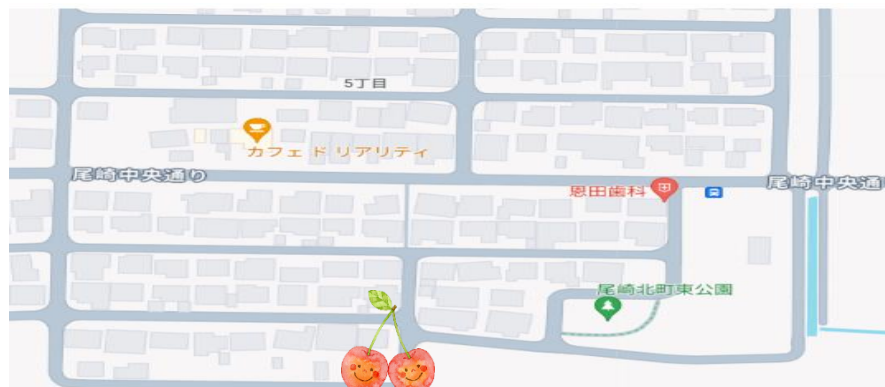 5丁目
カフェ ド リアリティ
尾崎中央通り
恩田歯科
尾崎中央通
尾崎北町東公園